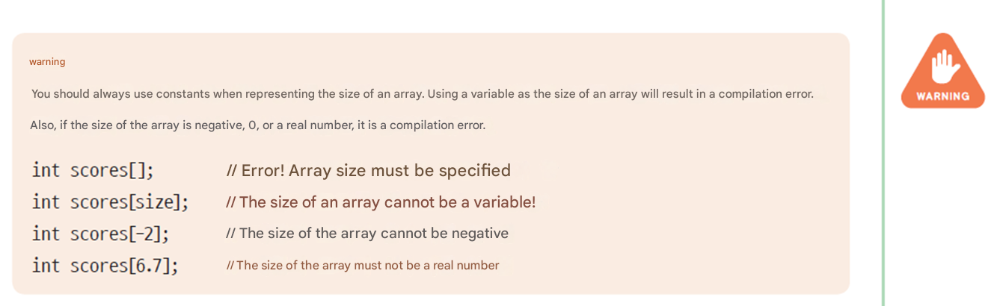 warning
WARNING
You should always use constants when representing the size of an array. Using a variable as the size of an array will result in a compilation error.
Also, if the size of the array is negative, 0, or a real number, it is a compilation error.
int scores[]; // Error! Array size must be specified
int scores[size]; // The size of an array cannot be a variable!
int scores[-2]; // The size of the array cannot be negative
int scores[6.7]; // The size of the array must not be a real number